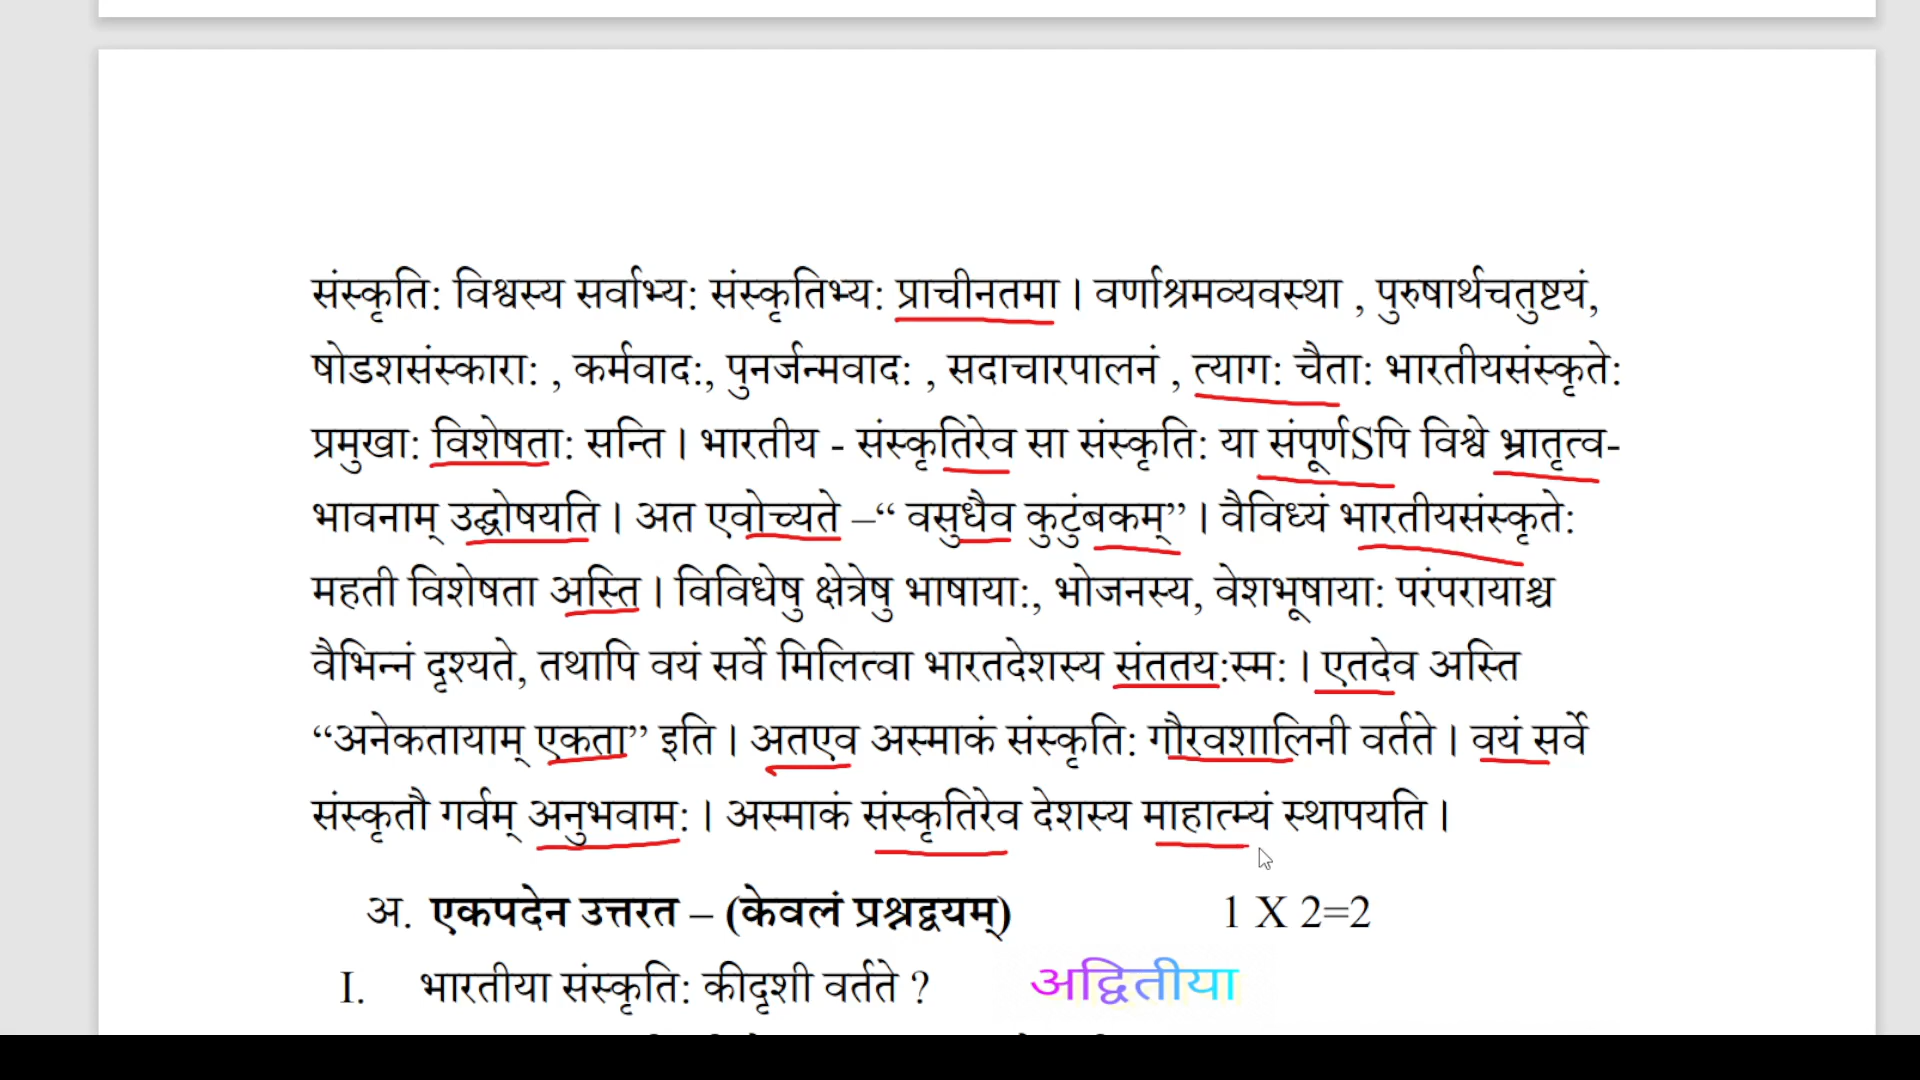 संस्कृति: विश्वस्य सर्वाभ्य: संस्कृतिभ्य: प्राचीनतमा । वर्णाश्रमव्यवस्था , पुरुषार्थचतुष्टयं,
षोडशसंस्कारा: , कर्मवाद:, पुनर्जन्मवाद: , सदाचारपालनं , त्याग: चैता: भारतीयसंस्कृते:
प्रमुखा: विशेषता: सन्ति । भारतीय - संस्कृतिरेव सा संस्कृति: या संपूर्णSपि विश्वे भ्रातृत्व-
भावनाम् उद्घोषयति । अत एवोच्यते –“ वसुधैव कुटुंबकम्” । वैविध्यं भारतीयसंस्कृते:
महती विशेषता अस्ति । विविधेषु क्षेत्रेषु भाषाया:, भोजनस्य, वेशभूषाया: परंपरायाश्च
वैभिन्नं दृश्यते, तथापि वयं सर्वे मिलित्वा भारतदेशस्य संततय:स्म: । एतदेव अस्ति
“अनेकतायाम् एकता” इति । अतएव अस्माकं संस्कृति: गौरवशालिनी वर्तते । वयं सर्वे
संस्कृतौ गर्वम् अनुभवाम: । अस्माकं संस्कृतिरेव देशस्य माहात्म्यं स्थापयति ।
अ. एकपदेन उत्तरत – (केवलं प्रश्नद्वयम्) 1 X 2=2
I. भारतीया संस्कृति: कीदृशी वर्तते ? अद्वितीया